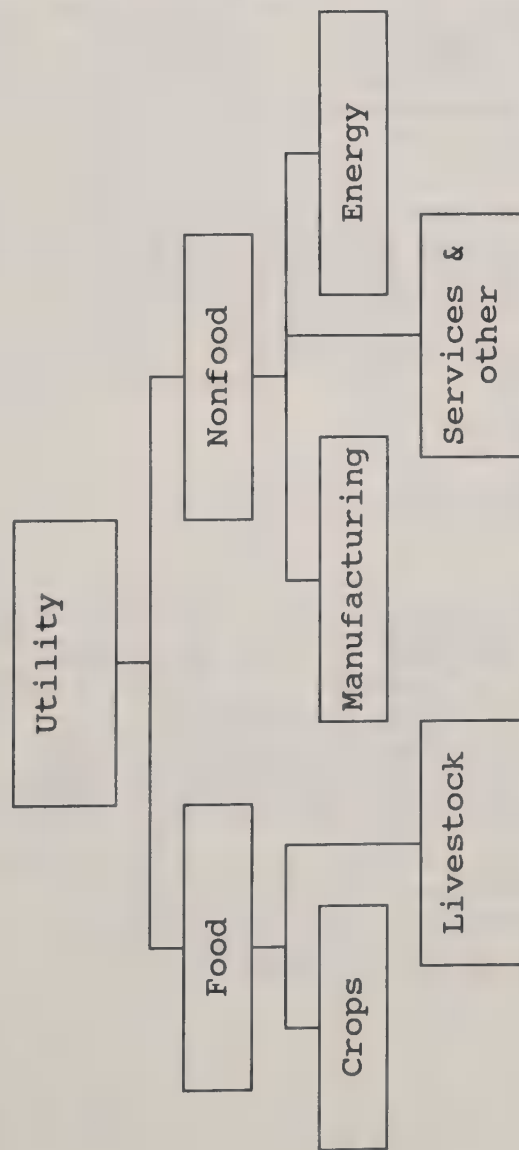 Utility
Food
Nonfood
Crops
Manufacturing
Energy
Livestock
Services &
other